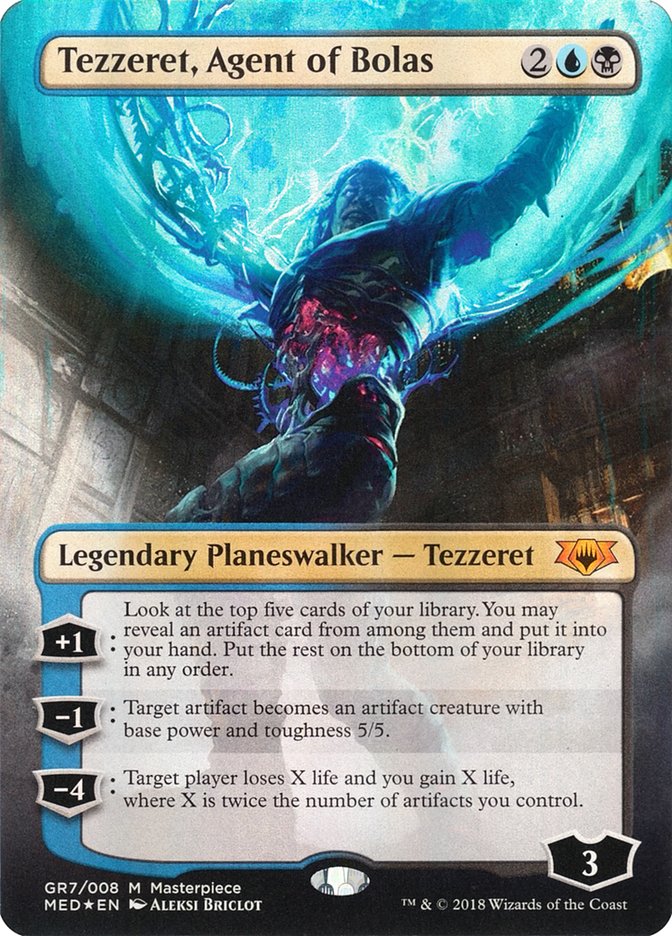 Tezzeret, Agent of Bolas 2
Legendary Planeswalker — Tezzeret
Look at the top five cards of your library. You may
reveal an artifact card from among them and put it into
+1 : your hand. Put the rest on the bottom of your library
in any order.
−1 : Target artifact becomes an artifact creature with
base power and toughness 5/5.
−4 : Target player loses X life and you gain X life,
where X is twice the number of artifacts you control.
3
GR7/008 M Masterpiece
MED★EN Aleksi Briclot
™ & © 2018 Wizards of the Coast